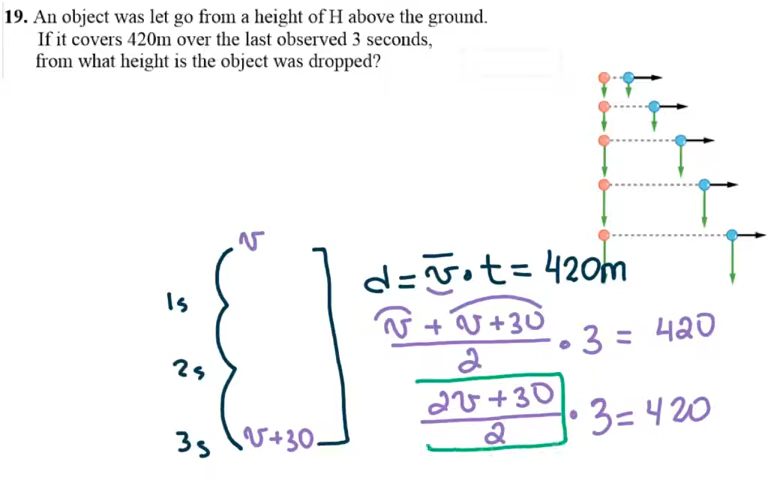 19. An object was let go from a height of H above the ground.
If it covers 420m over the last observed 3 seconds,
from what height is the object was dropped?
v
1s
2s
3s
v+30
d = v̅ · t = 420m
(v + v+30)/2 · 3 = 420
(2v+30)/2 · 3 = 420